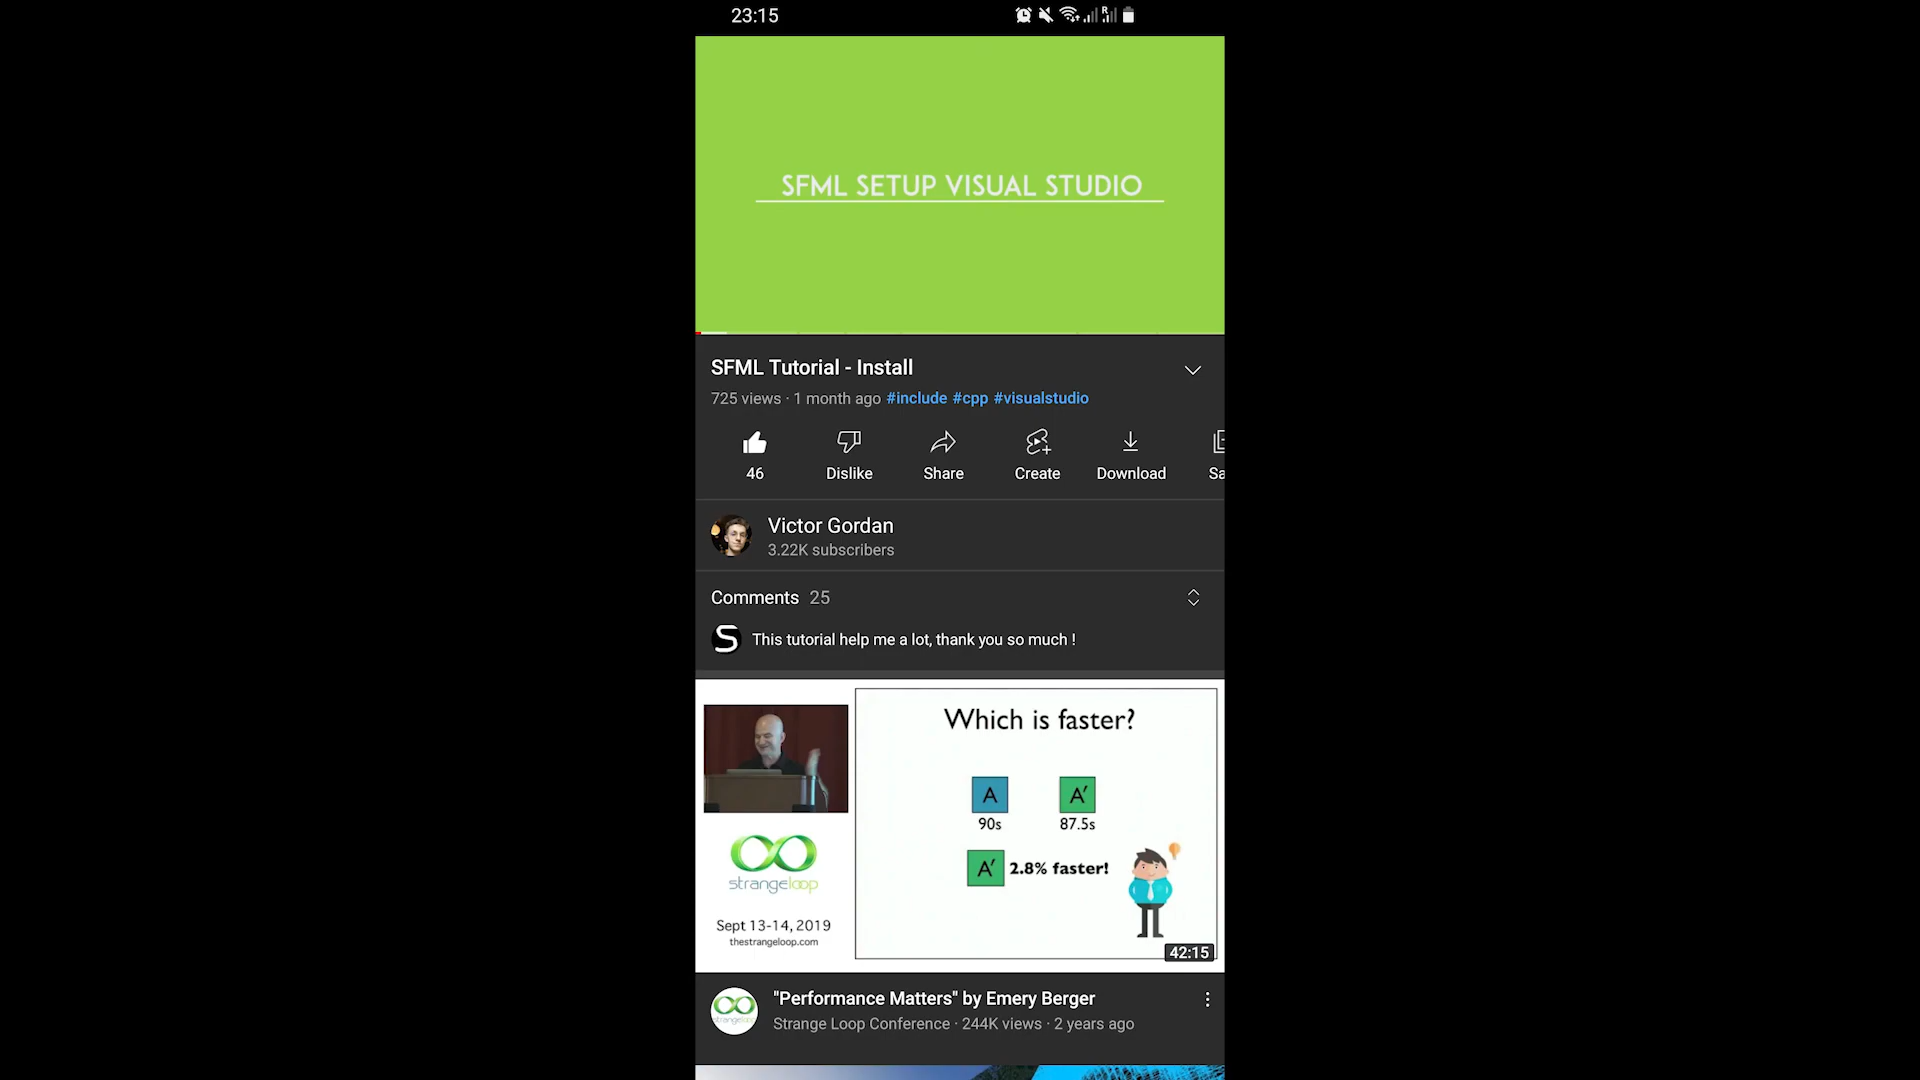 23:15
R
SFML SETUP VISUAL STUDIO
SFML Tutorial - Install
725 views · 1 month ago #include #cpp #visualstudio
46
Dislike
Share
Create
Download
Sa
Victor Gordan
3.22K subscribers
Comments 25
S This tutorial help me a lot, thank you so much !
Which is faster?
A A′
90s 87.5s
A′ 2.8% faster!
strangeloop
Sept 13-14, 2019
thestrangeloop.com
42:15
"Performance Matters" by Emery Berger
strangeloop
Strange Loop Conference · 244K views · 2 years ago